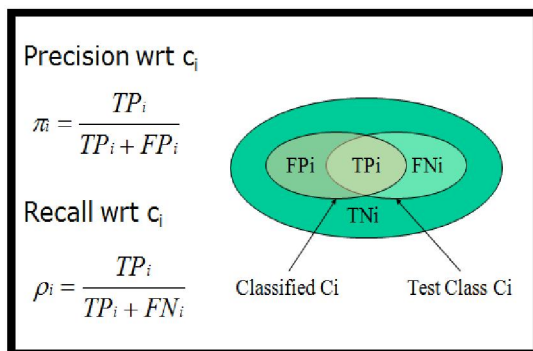 Precision wrt cᵢ
πᵢ = TPᵢ / (TPᵢ + FPᵢ)
Recall wrt cᵢ
ρᵢ = TPᵢ / (TPᵢ + FNᵢ)
FPi TPi FNi
TNi
Classified Ci Test Class Ci